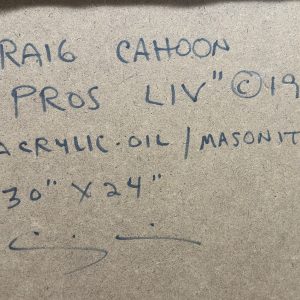 RAIG CAHOON
PROS LIV" ©19
ACRYLIC-OIL / MASONIT
30" X 24"